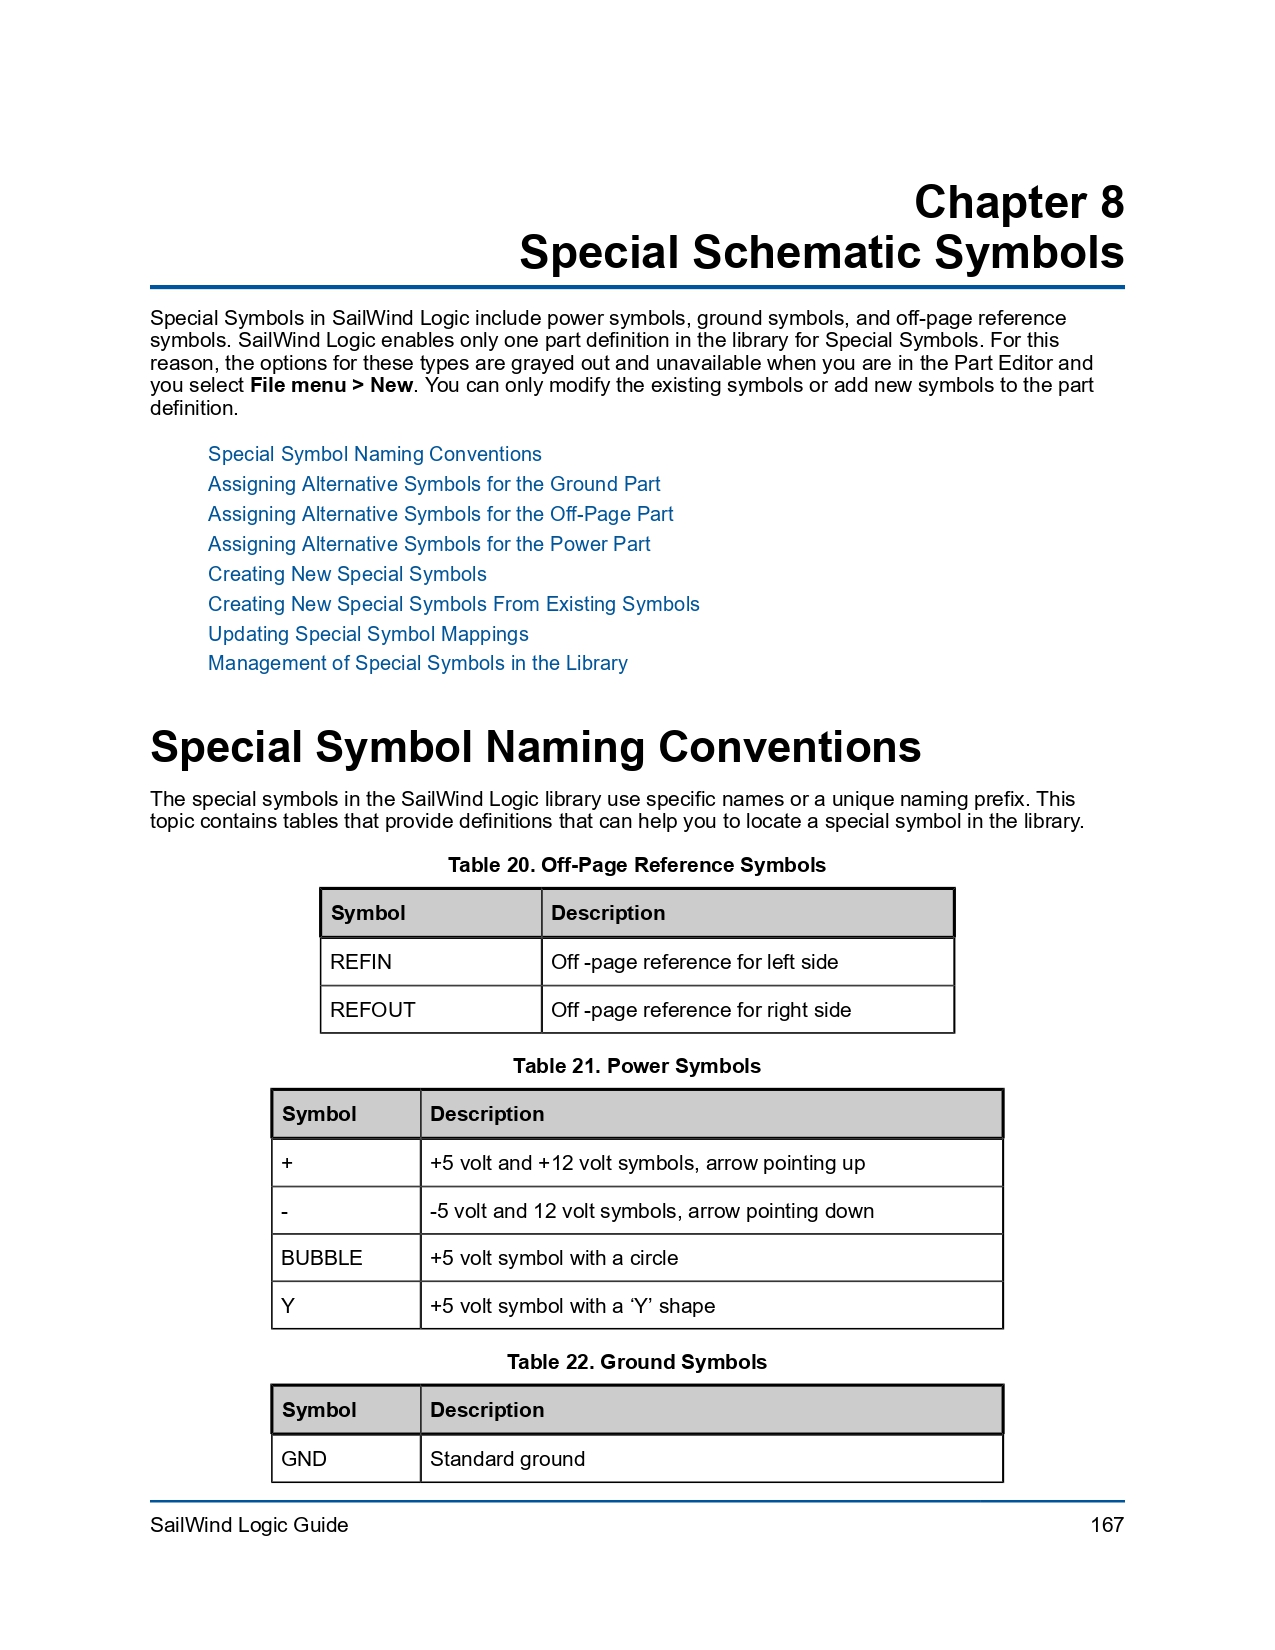 Chapter 8
Special Schematic Symbols
Special Symbols in SailWind Logic include power symbols, ground symbols, and off-page reference
symbols. SailWind Logic enables only one part definition in the library for Special Symbols. For this
reason, the options for these types are grayed out and unavailable when you are in the Part Editor and
you select File menu > New. You can only modify the existing symbols or add new symbols to the part
definition.
Special Symbol Naming Conventions
Assigning Alternative Symbols for the Ground Part
Assigning Alternative Symbols for the Off-Page Part
Assigning Alternative Symbols for the Power Part
Creating New Special Symbols
Creating New Special Symbols From Existing Symbols
Updating Special Symbol Mappings
Management of Special Symbols in the Library
Special Symbol Naming Conventions
The special symbols in the SailWind Logic library use specific names or a unique naming prefix. This
topic contains tables that provide definitions that can help you to locate a special symbol in the library.
Table 20. Off-Page Reference Symbols
Symbol Description
REFIN Off -page reference for left side
REFOUT Off -page reference for right side
Table 21. Power Symbols
Symbol Description
+ +5 volt and +12 volt symbols, arrow pointing up
- -5 volt and 12 volt symbols, arrow pointing down
BUBBLE +5 volt symbol with a circle
Y +5 volt symbol with a ‘Y’ shape
Table 22. Ground Symbols
Symbol Description
GND Standard ground
SailWind Logic Guide 167